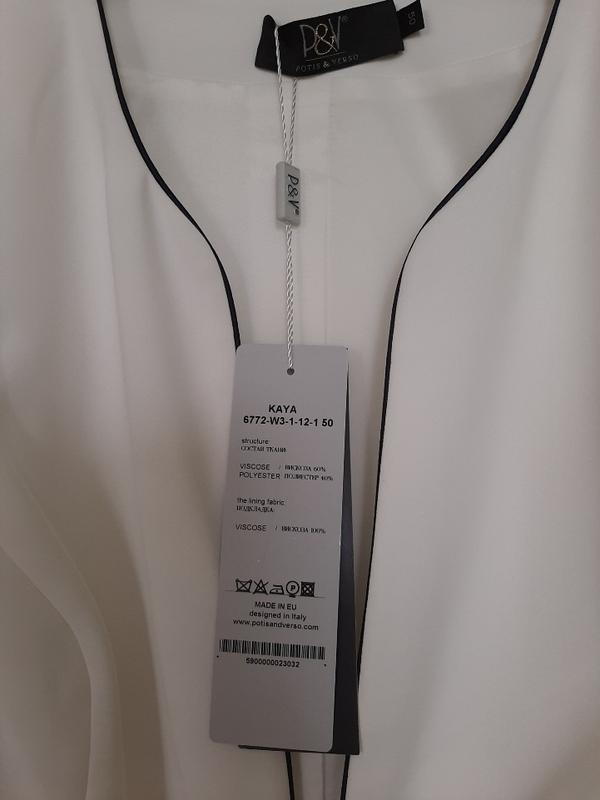 P&V®
POTIS & VERSO
50
P&V®
KAYA
6772-W3-1-12-1 50
structure:
СОСТАВ ТКАНИ:
VISCOSE / ВИСКОЗА 60%
POLYESTER ПОЛИЕСТЕР 40%
the lining fabric:
ПОДКЛАДКА:
VISCOSE / ВИСКОЗА 100%
P
MADE IN EU
designed in Italy
www.potisandverso.com
5900000023032